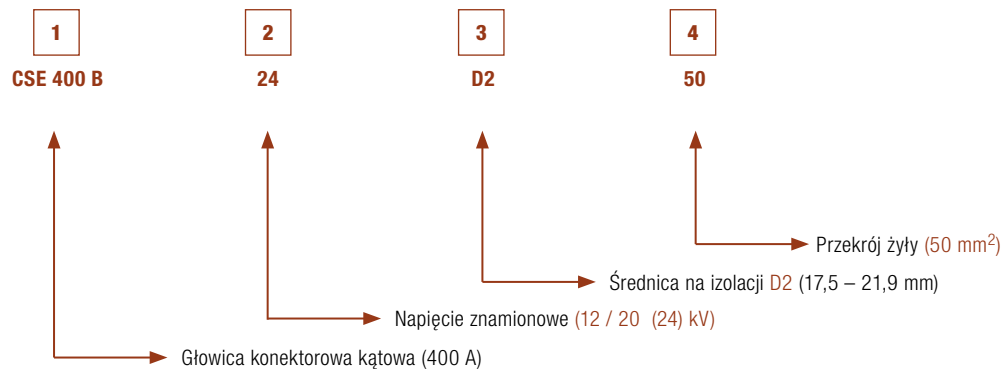 1 2 3 4
CSE 400 B 24 D2 50
Przekrój żyły (50 mm²)
Średnica na izolacji D2 (17,5 – 21,9 mm)
Napięcie znamionowe (12 / 20 (24) kV)
Głowica konektorowa kątowa (400 A)